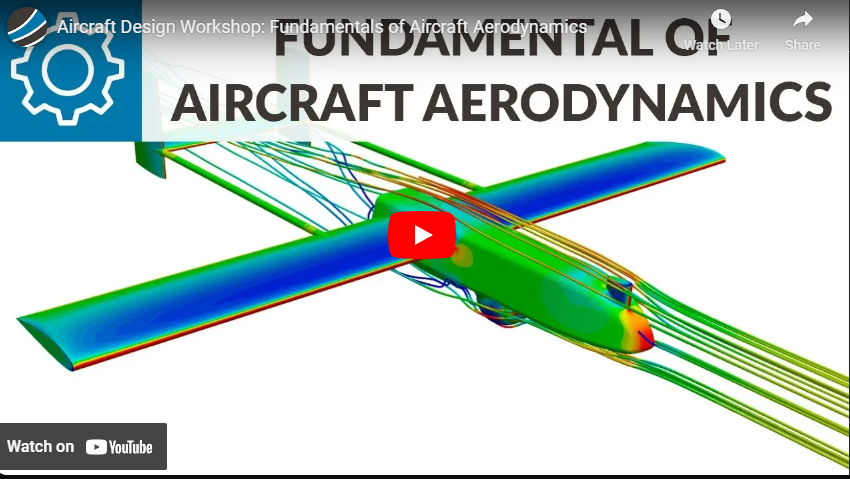 Aircraft Design Workshop: Fundamentals of Aircraft Aerodynamics
FUNDAMENTAL OF
AIRCRAFT AERODYNAMICS
Watch Later
Share
Watch on YouTube